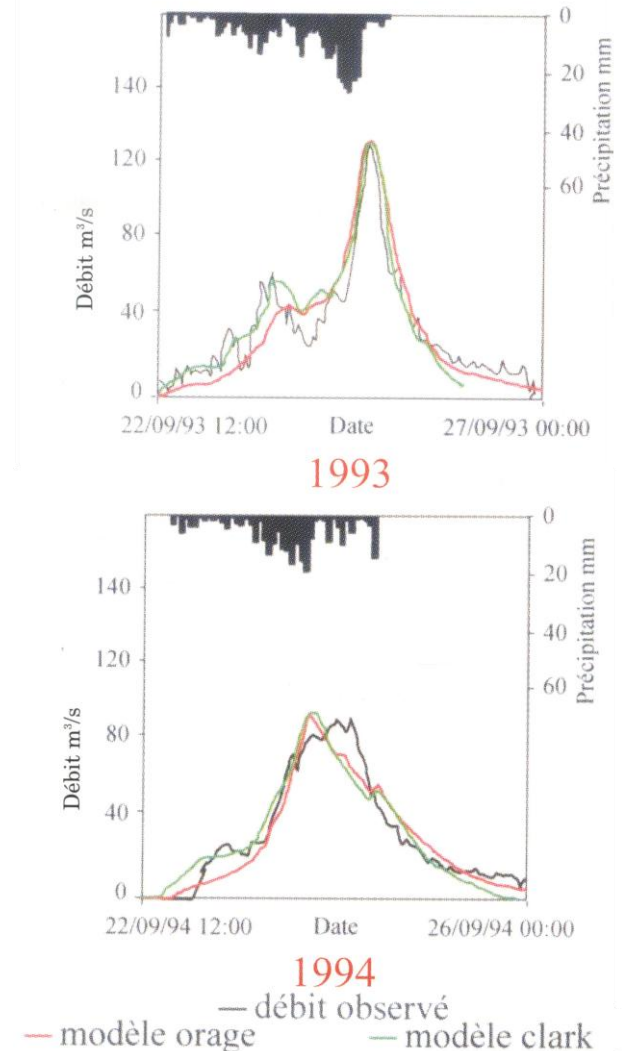 0
20
40
60
Précipitation mm
140
120
80
40
0
Débit m³/s
22/09/93 12:00 Date 27/09/93 00:00
1993
0
20
40
60
Précipitation mm
140
120
80
40
0
Débit m³/s
22/09/94 12:00 Date 26/09/94 00:00
1994
débit observé
modèle orage modèle clark